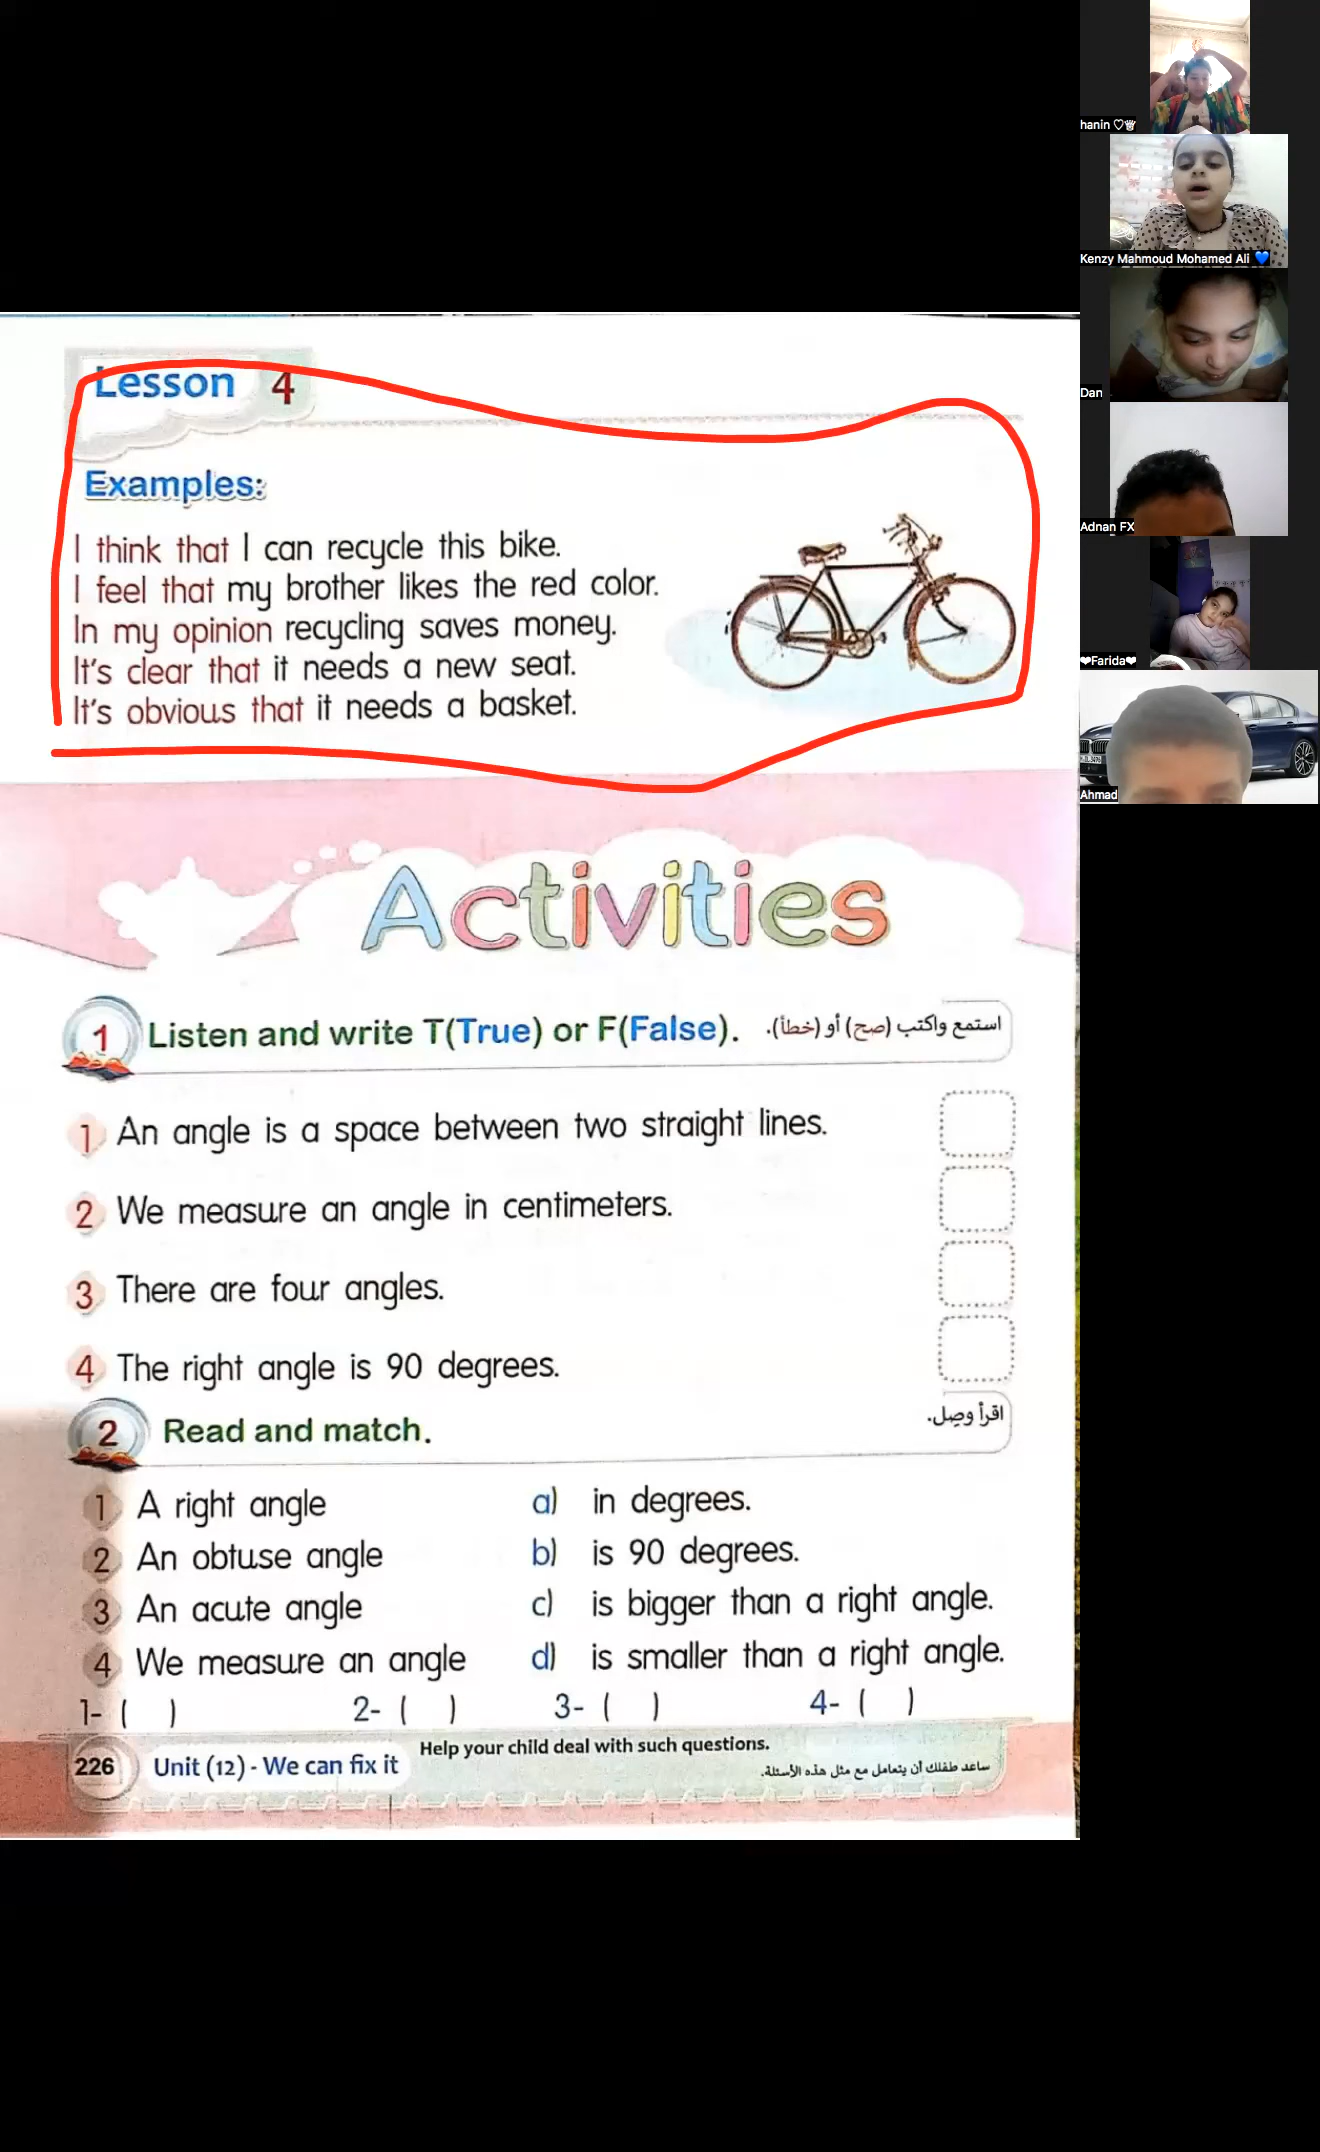 hanin ♡♕
Kenzy Mahmoud Mohamed Ali 💙
Dan
Adnan FX
❤Farida❤
Ahmad
Lesson 4
Examples:
I think that I can recycle this bike.
I feel that my brother likes the red color.
In my opinion recycling saves money.
It's clear that it needs a new seat.
It's obvious that it needs a basket.
Activities
1 Listen and write T(True) or F(False). استمع واكتب (صح) أو (خطأ).
1 An angle is a space between two straight lines.
2 We measure an angle in centimeters.
3 There are four angles.
4 The right angle is 90 degrees.
2 Read and match. اقرأ وصِل.
1 A right angle a) in degrees.
2 An obtuse angle b) is 90 degrees.
3 An acute angle c) is bigger than a right angle.
4 We measure an angle d) is smaller than a right angle.
1- ( ) 2- ( ) 3- ( ) 4- ( )
226 Unit (12) - We can fix it Help your child deal with such questions.
ساعد طفلك أن يتعامل مع مثل هذه الأسئلة.